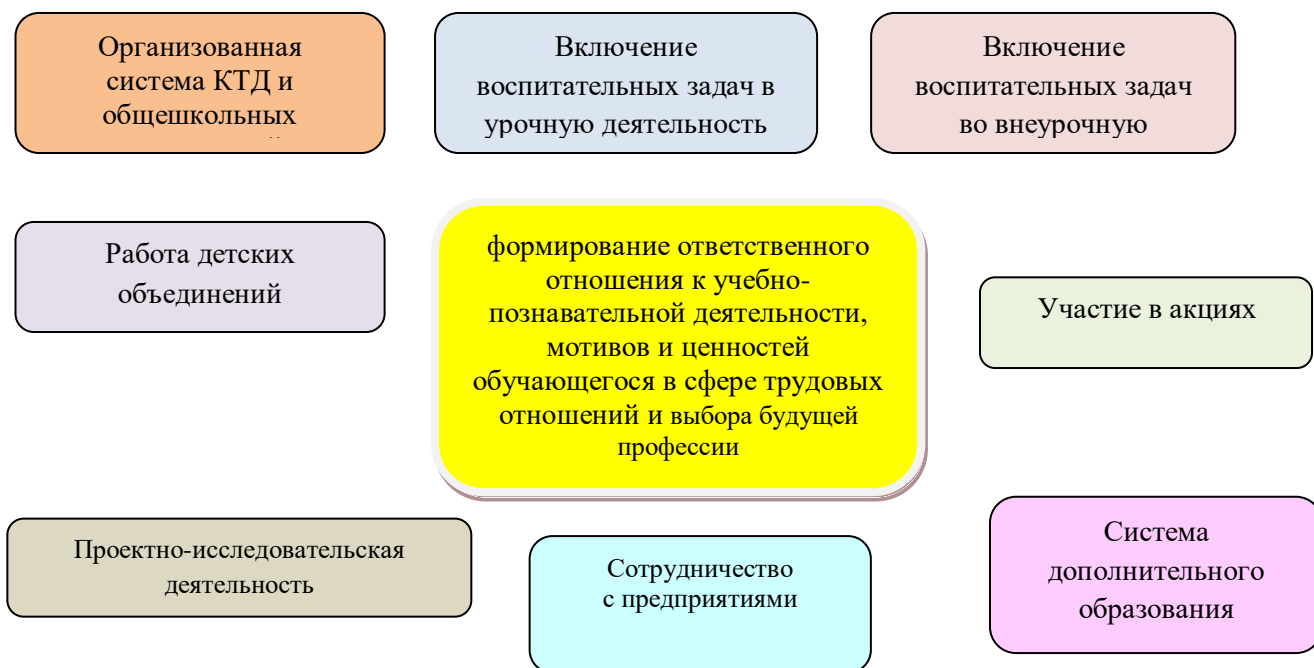 Организованная
система КТД и
общешкольных
Включение
воспитательных задач в
урочную деятельность
Включение
воспитательных задач
во внеурочную
Работа детских
объединений
формирование ответственного
отношения к учебно-
познавательной деятельности,
мотивов и ценностей
обучающегося в сфере трудовых
отношений и выбора будущей
профессии
Участие в акциях
Проектно-исследовательская
деятельность
Сотрудничество
с предприятиями
Система
дополнительного
образования